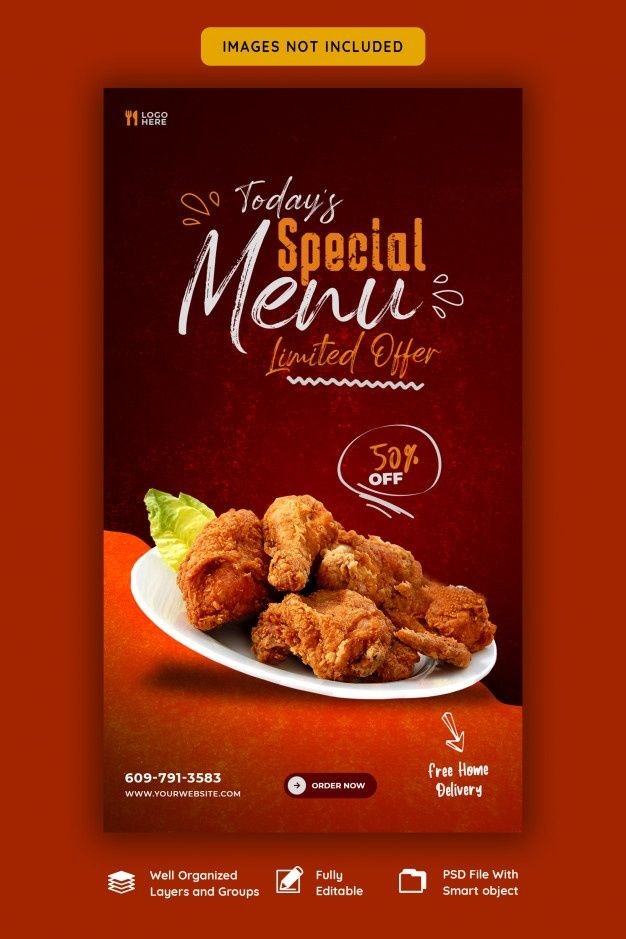 IMAGES NOT INCLUDED
LOGO
HERE
Today's
Special
Menu
Limited Offer
50%
OFF
Free Home
Delivery
609-791-3583
WWW.YOURWEBSITE.COM
ORDER NOW
Well Organized
Layers and Groups
Fully
Editable
PSD File With
Smart object